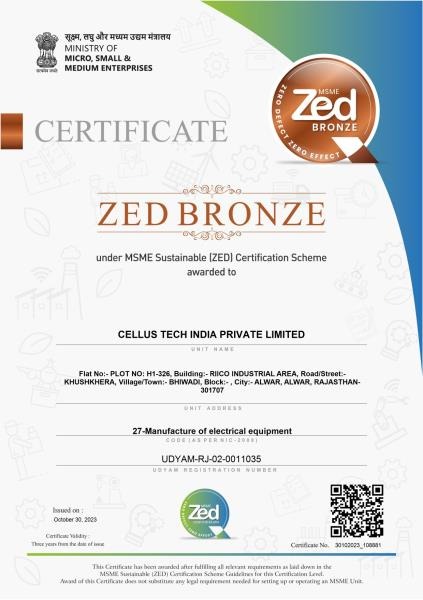 सूक्ष्म, लघु और मध्यम उद्यम मंत्रालय
MINISTRY OF
MICRO, SMALL &
MEDIUM ENTERPRISES
MSME
Zed
BRONZE
ZERO DEFECT ZERO EFFECT
CERTIFICATE
ZED BRONZE
under MSME Sustainable (ZED) Certification Scheme
awarded to
CELLUS TECH INDIA PRIVATE LIMITED
UNIT NAME
Flat No:- PLOT NO: H1-326, Building:- RIICO INDUSTRIAL AREA, Road/Street:-
KHUSHKHERA, Village/Town:- BHIWADI, Block:- , City:- ALWAR, ALWAR, RAJASTHAN-
301707
UNIT ADDRESS
27-Manufacture of electrical equipment
CODE (AS PER NIC-2008)
UDYAM-RJ-02-0011035
UDYAM REGISTRATION NUMBER
Issued on :
October 30, 2023
Certificate Validity :
Three years from the date of issue
Zed
Certificate No. 30102023_108881
This Certificate has been awarded after fulfilling all relevant requirements as laid down in the
MSME Sustainable (ZED) Certification Scheme Guidelines for this Certification Level.
Award of this Certificate does not substitute any legal requirement needed for setting up or operating an MSME Unit.